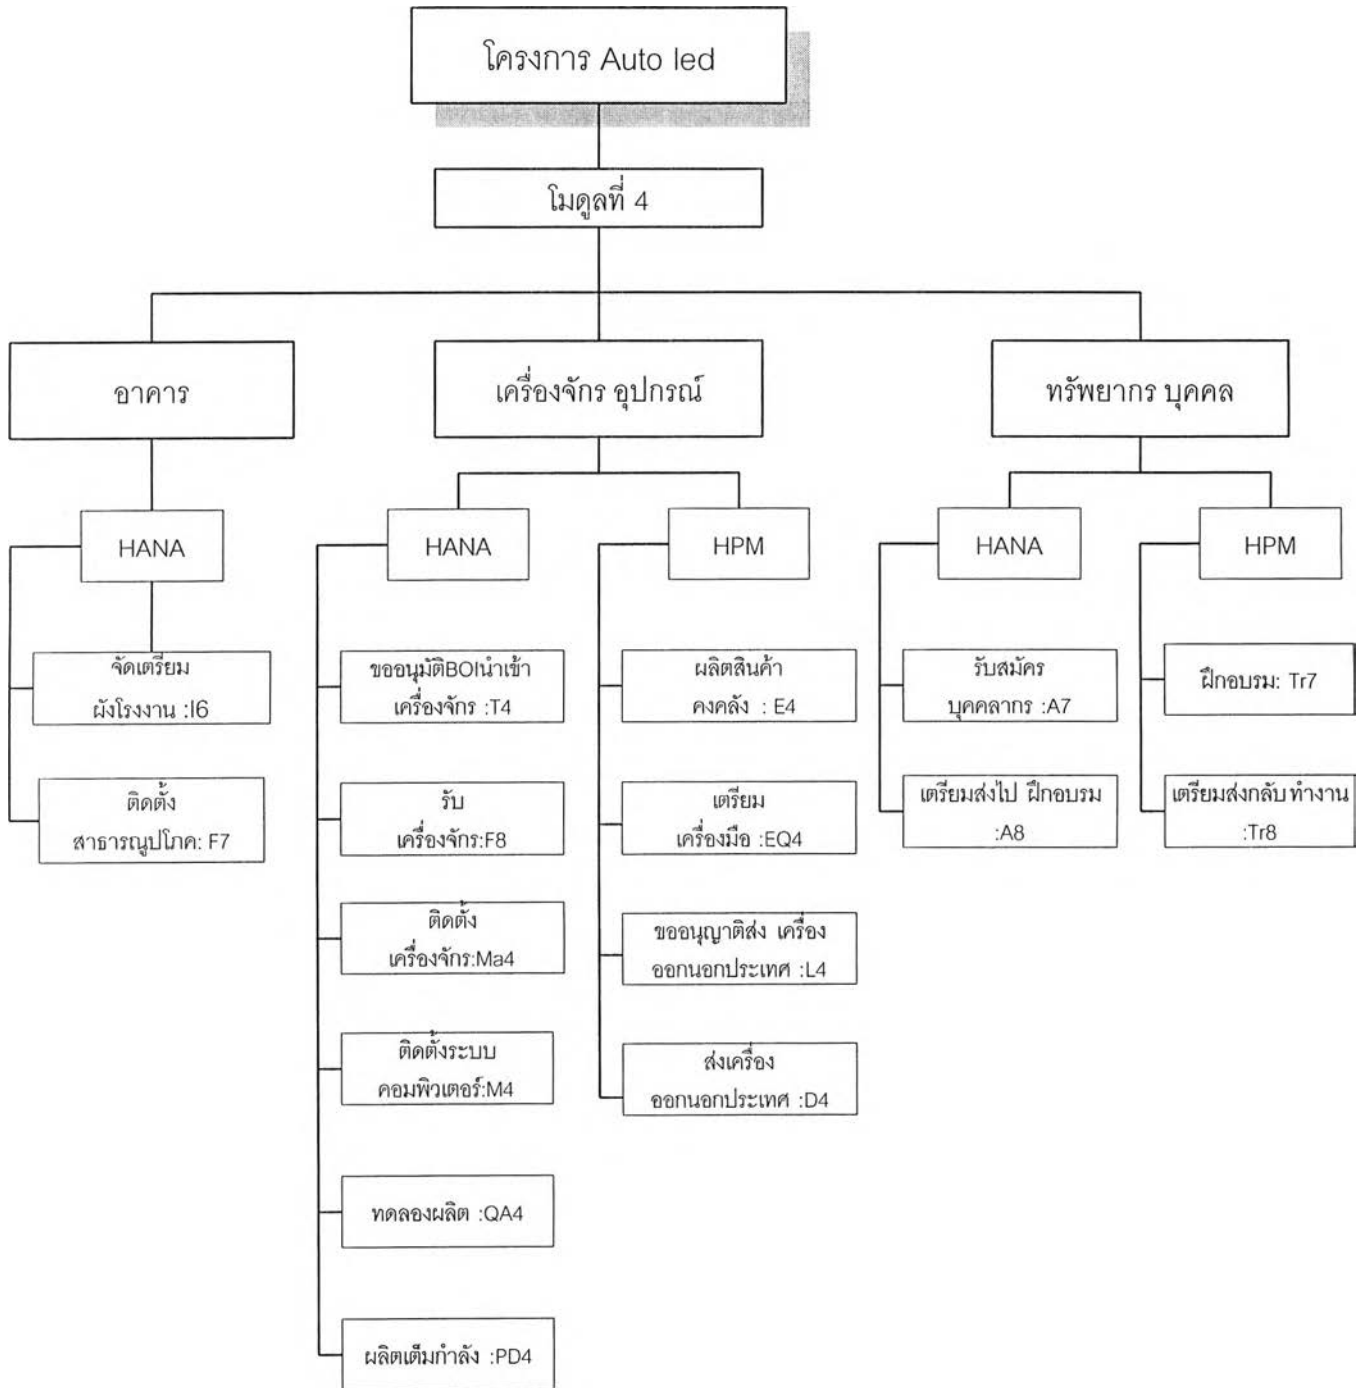 โครงการ Auto led
โมดูลที่ 4
อาคาร
เครื่องจักร อุปกรณ์
ทรัพยากร บุคคล
HANA
HANA
HPM
HANA
HPM
จัดเตรียม
ผังโรงงาน :I6
ติดตั้ง
สาธารณูปโภค: F7
ขออนุมัติBOIนำเข้า
เครื่องจักร :T4
รับ
เครื่องจักร:F8
ติดตั้ง
เครื่องจักร:Ma4
ติดตั้งระบบ
คอมพิวเตอร์:M4
ทดลองผลิต :QA4
ผลิตเต็มกำลัง :PD4
ผลิตสินค้า
คงคลัง : E4
เตรียม
เครื่องมือ :EQ4
ขออนุญาติส่ง เครื่อง
ออกนอกประเทศ :L4
ส่งเครื่อง
ออกนอกประเทศ :D4
รับสมัคร
บุคคลากร :A7
เตรียมส่งไป ฝึกอบรม
:A8
ฝึกอบรม: Tr7
เตรียมส่งกลับ ทำงาน
:Tr8